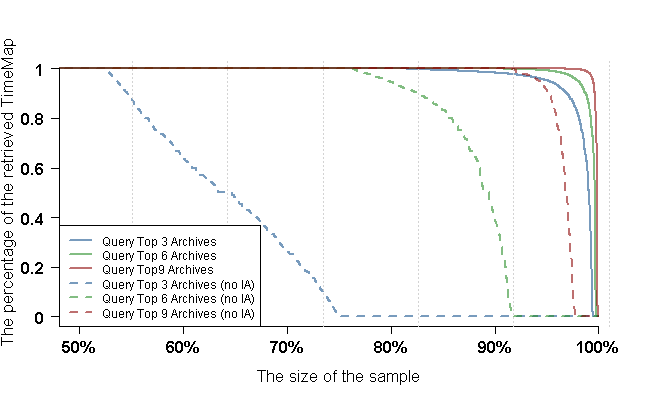 The percentage of the retrieved TimeMap
1
0.8
0.6
0.4
0.2
0
Query Top 3 Archives
Query Top 6 Archives
Query Top9 Archives
Query Top 3 Archives (no IA)
Query Top 6 Archives (no IA)
Query Top 9 Archives (no IA)
50% 60% 70% 80% 90% 100%
The size of the sample